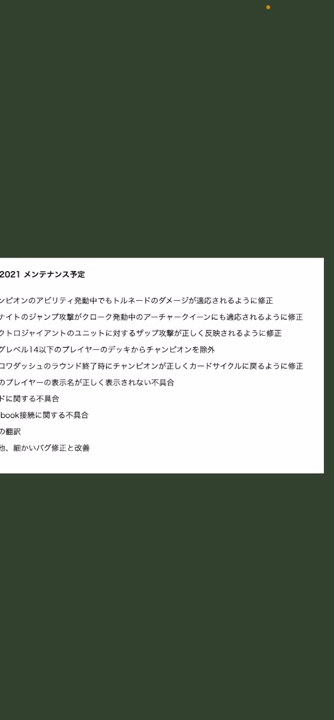 2021 メンテナンス予定
ンピオンのアビリティ発動中でもトルネードのダメージが適応されるように修正
ナイトのジャンプ攻撃がクローク発動中のアーチャークイーンにも適応されるように修正
クトロジャイアントのユニットに対するザップ攻撃が正しく反映されるように修正
グレベル14以下のプレイヤーのデッキからチャンピオンを除外
コワダッシュのラウンド終了時にチャンピオンが正しくカードサイクルに戻るように修正
のプレイヤーの表示名が正しく表示されない不具合
ドに関する不具合
book接続に関する不具合
の翻訳
他、細かいバグ修正と改善